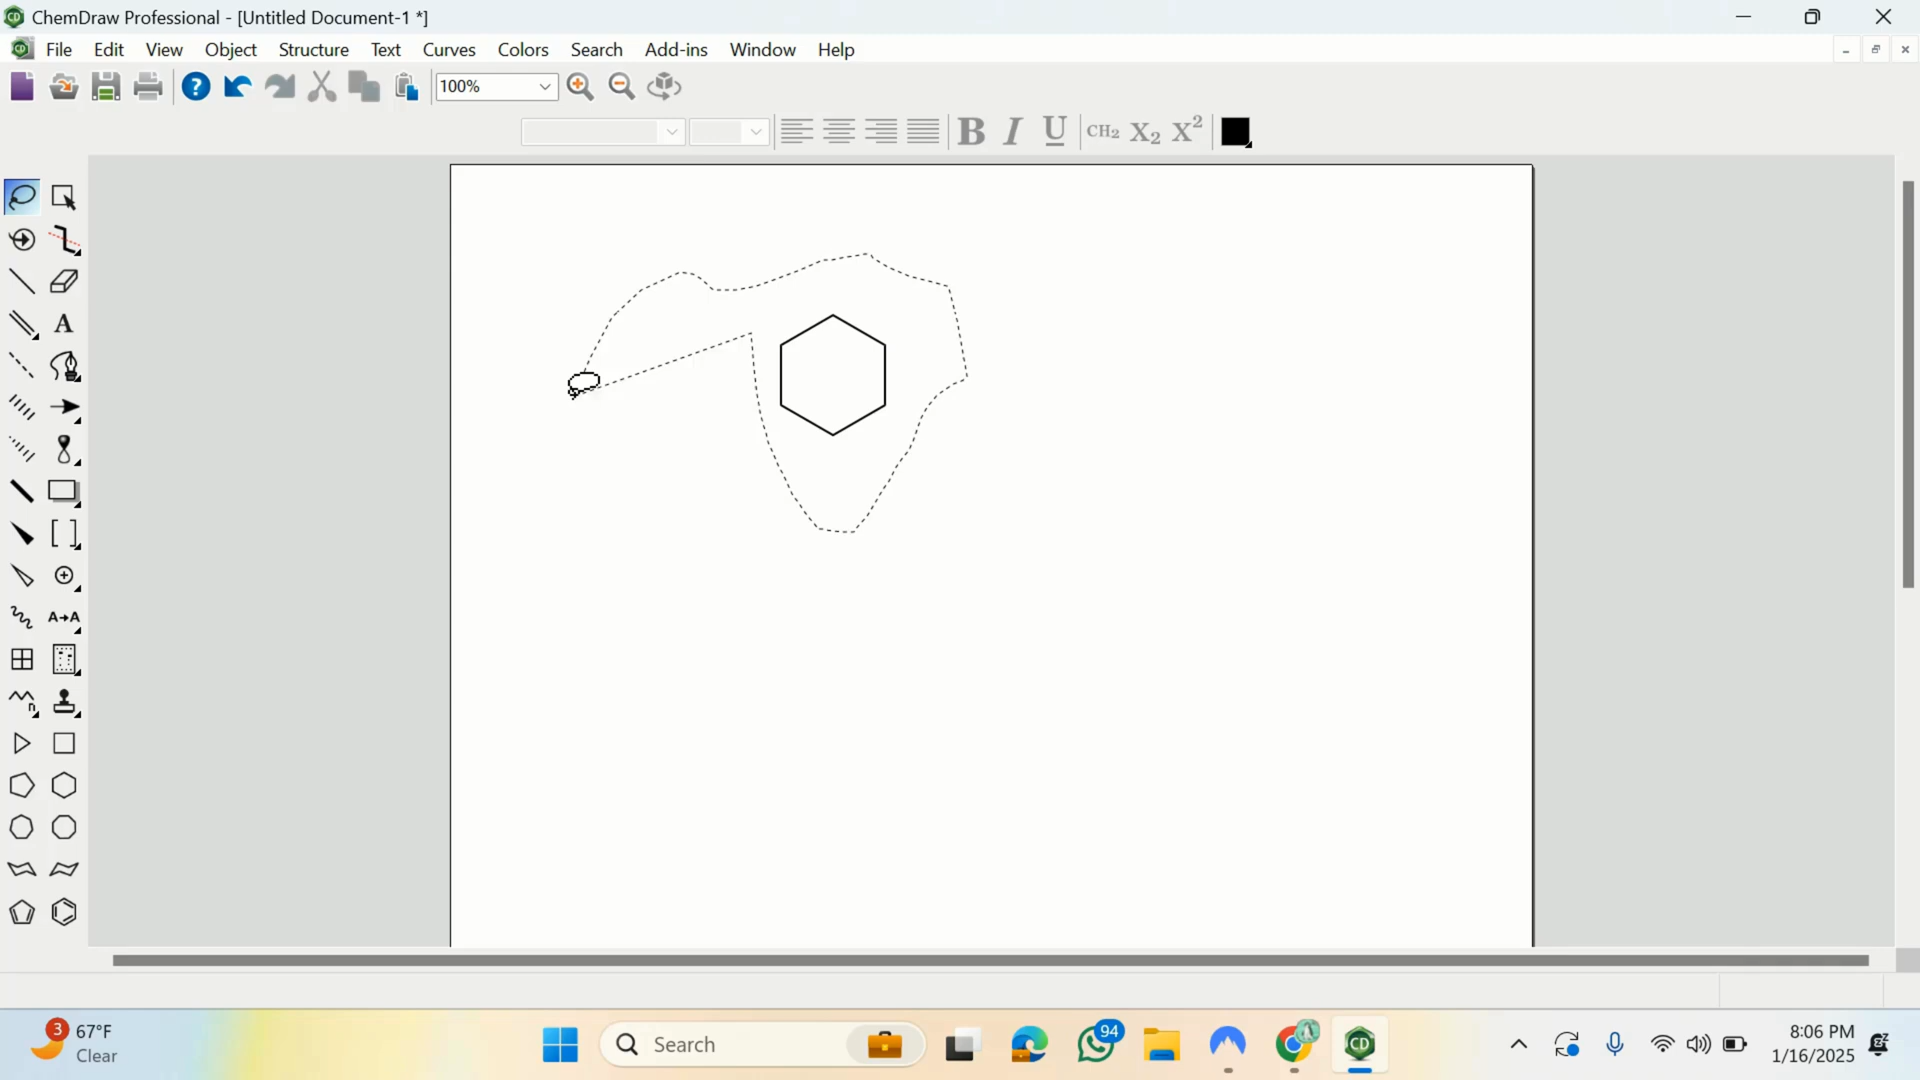 ChemDraw Professional - [Untitled Document-1 *]
File Edit View Object Structure Text Curves Colors Search Add-ins Window Help
100%
B I U CH₂ X₂ X²
A
A→A
n
3 67°F
Clear
Search
94
CD
8:06 PM
1/16/2025